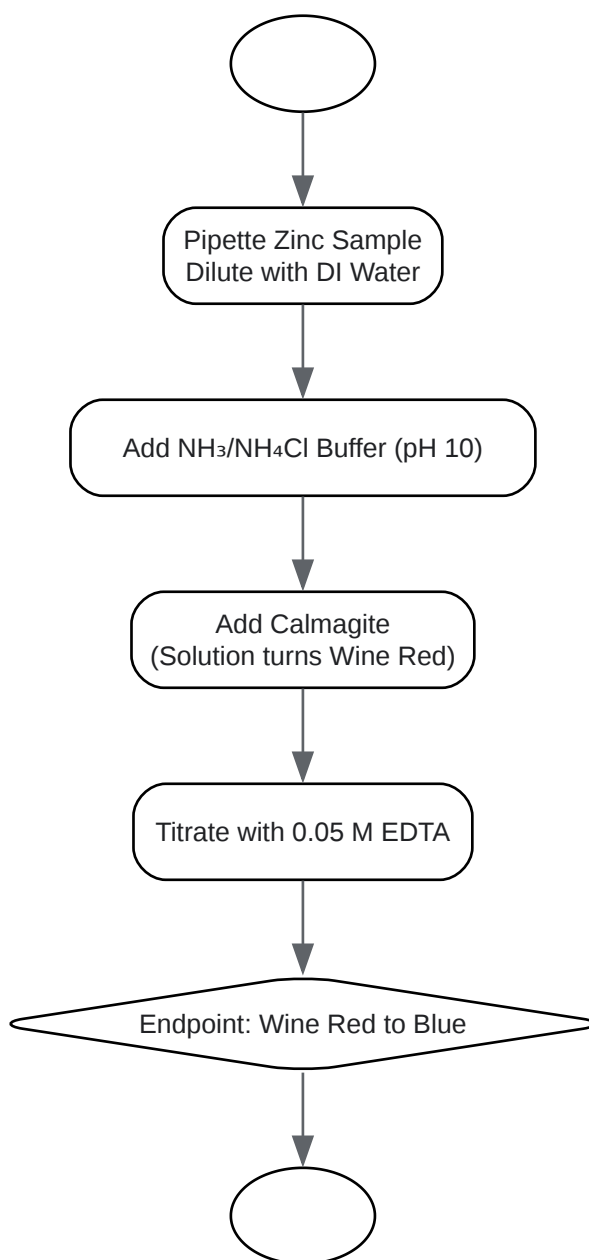 Pipette Zinc Sample
Dilute with DI Water
Add NH₃/NH₄Cl Buffer (pH 10)
Add Calmagite
(Solution turns Wine Red)
Titrate with 0.05 M EDTA
Endpoint: Wine Red to Blue